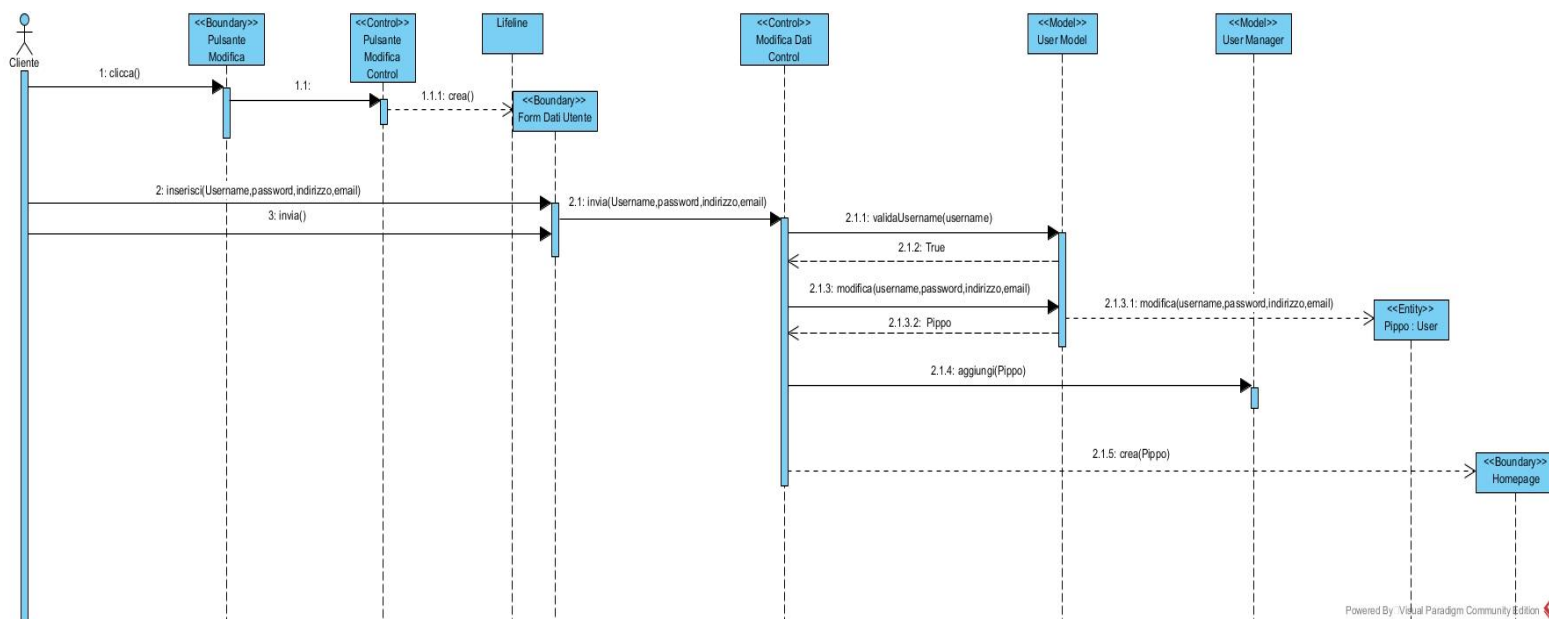 <<Boundary>>
Pulsante
Modifica
<<Control>>
Pulsante
Modifica
Control
Lifeline
<<Control>>
Modifica Dati
Control
<<Model>>
User Model
<<Model>>
User Manager
Cliente
1: clicca()
1.1:
1.1.1: crea()
<<Boundary>>
Form Dati Utente
2: inserisci(Username,password,indirizzo,email)
2.1: invia(Username,password,indirizzo,email)
3: invia()
2.1.1: validaUsername(username)
2.1.2: True
2.1.3: modifica(username,password,indirizzo,email)
2.1.3.1: modifica(username,password,indirizzo,email)
<<Entity>>
Pippo : User
2.1.3.2: Pippo
2.1.4: aggiungi(Pippo)
2.1.5: crea(Pippo)
<<Boundary>>
Homepage
Powered By Visual Paradigm Community Edition